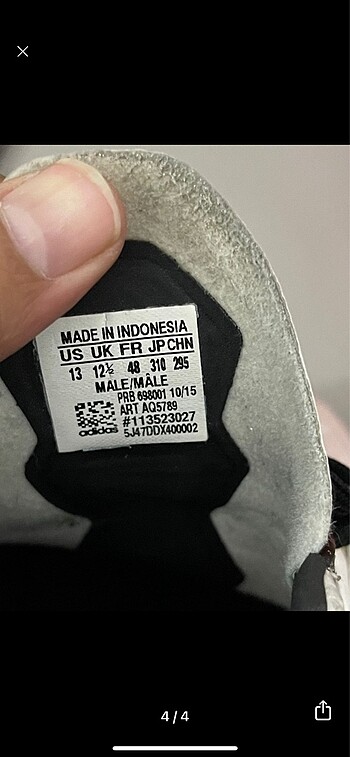 MADE IN INDONESIA
US UK FR JP CHN
13 12½ 48 310 295
MALE/MÂLE
PRB 698001 10/15
ART AQ5789
#113523027
adidas 5J47DDX400002
4/4